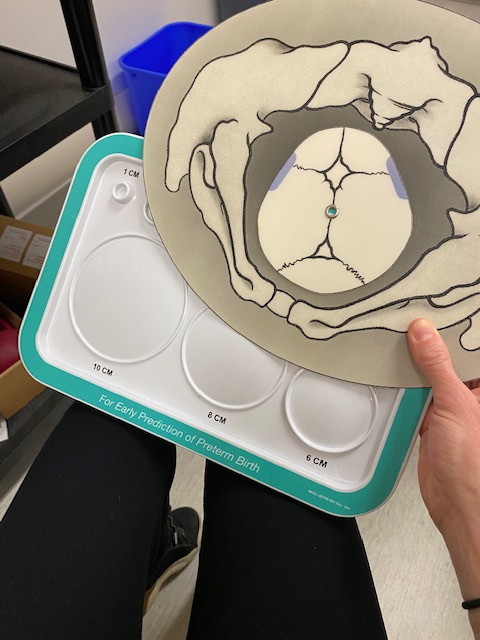 1 CM
10 CM
8 CM
6 CM
For Early Prediction of Preterm Birth